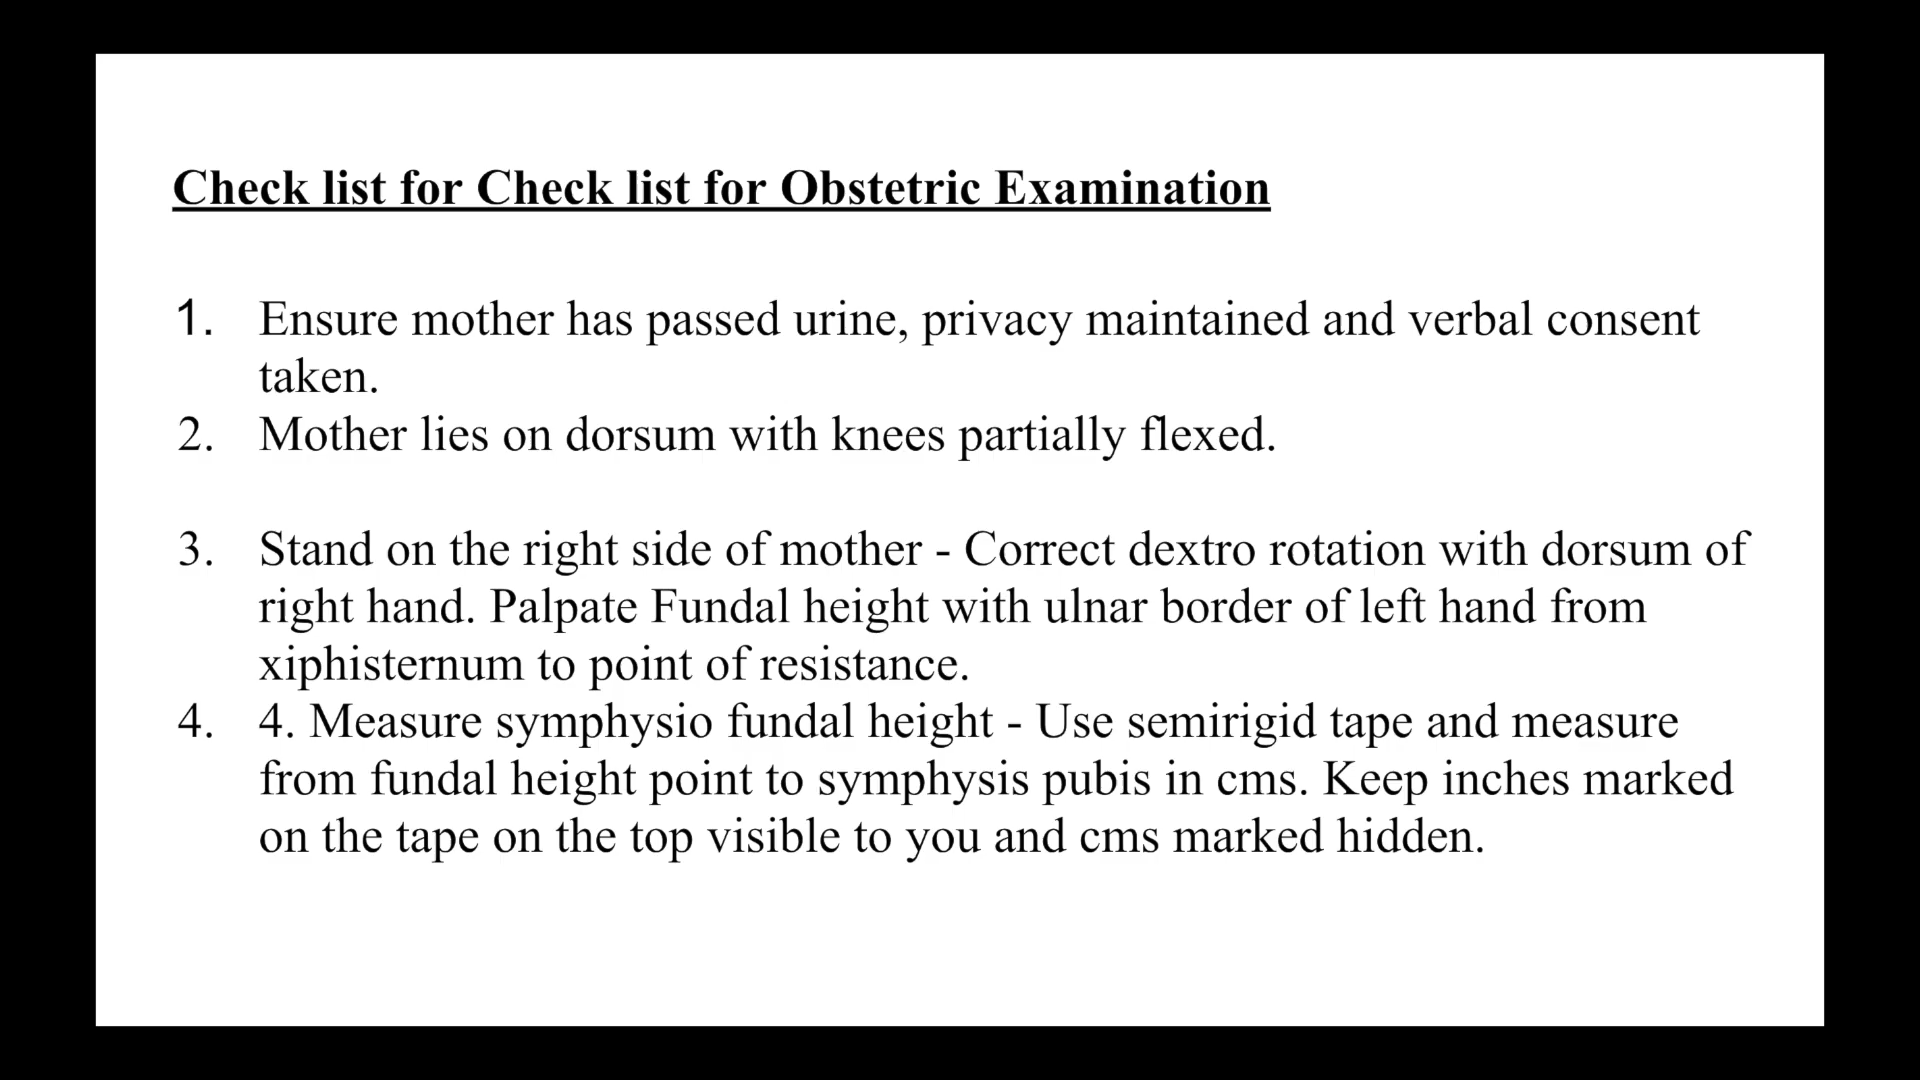 Check list for Check list for Obstetric Examination
1. Ensure mother has passed urine, privacy maintained and verbal consent
taken.
2. Mother lies on dorsum with knees partially flexed.
3. Stand on the right side of mother - Correct dextro rotation with dorsum of
right hand. Palpate Fundal height with ulnar border of left hand from
xiphisternum to point of resistance.
4. 4. Measure symphysio fundal height - Use semirigid tape and measure
from fundal height point to symphysis pubis in cms. Keep inches marked
on the tape on the top visible to you and cms marked hidden.